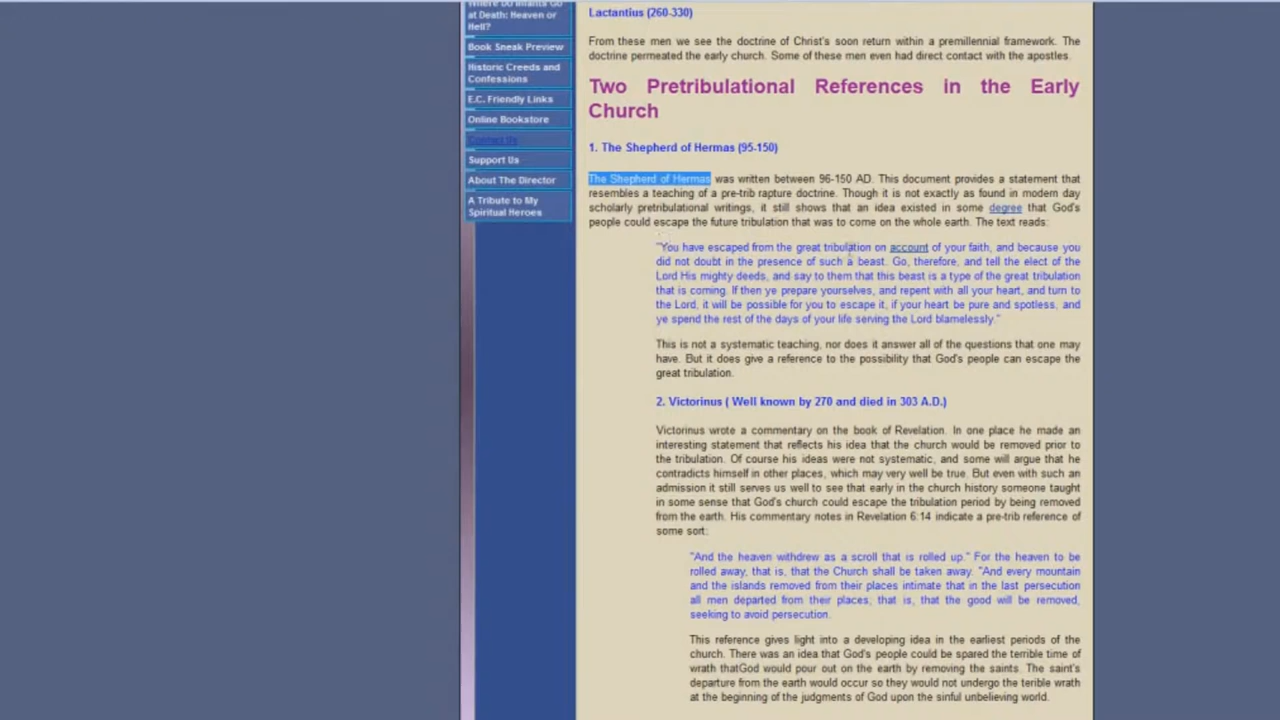 Where Do Infants Go
at Death: Heaven or
Hell?
Book Sneak Preview
Historic Creeds and
Confessions
E.C. Friendly Links
Online Bookstore
Contact Us
Support Us
About The Director
A Tribute to My
Spiritual Heroes
Lactantius (260-330)
From these men we see the doctrine of Christ's soon return within a premillennial framework. The
doctrine permeated the early church. Some of these men even had direct contact with the apostles.
Two Pretribulational References in the Early
Church
1. The Shepherd of Hermas (95-150)
The Shepherd of Hermas was written between 96-150 AD. This document provides a statement that
resembles a teaching of a pre-trib rapture doctrine. Though it is not exactly as found in modern day
scholarly pretribulational writings, it still shows that an idea existed in some degree that God's
people could escape the future tribulation that was to come on the whole earth. The text reads:
"You have escaped from the great tribulation on account of your faith, and because you
did not doubt in the presence of such a beast. Go, therefore, and tell the elect of the
Lord His mighty deeds, and say to them that this beast is a type of the great tribulation
that is coming. If then ye prepare yourselves, and repent with all your heart, and turn to
the Lord, it will be possible for you to escape it, if your heart be pure and spotless, and
ye spend the rest of the days of your life serving the Lord blamelessly."
This is not a systematic teaching, nor does it answer all of the questions that one may
have. But it does give a reference to the possibility that God's people can escape the
great tribulation.
2. Victorinus ( Well known by 270 and died in 303 A.D.)
Victorinus wrote a commentary on the book of Revelation. In one place he made an
interesting statement that reflects his idea that the church would be removed prior to
the tribulation. Of course his ideas were not systematic, and some will argue that he
contradicts himself in other places, which may very well be true. But even with such an
admission it still serves us well to see that early in the church history someone taught
in some sense that God's church could escape the tribulation period by being removed
from the earth. His commentary notes in Revelation 6:14 indicate a pre-trib reference of
some sort:
"And the heaven withdrew as a scroll that is rolled up." For the heaven to be
rolled away, that is, that the Church shall be taken away. "And every mountain
and the islands removed from their places intimate that in the last persecution
all men departed from their places; that is, that the good will be removed,
seeking to avoid persecution.
This reference gives light into a developing idea in the earliest periods of the
church. There was an idea that God's people could be spared the terrible time of
wrath thatGod would pour out on the earth by removing the saints. The saint's
departure from the earth would occur so they would not undergo the terible wrath
at the beginning of the judgments of God upon the sinful unbelieving world.